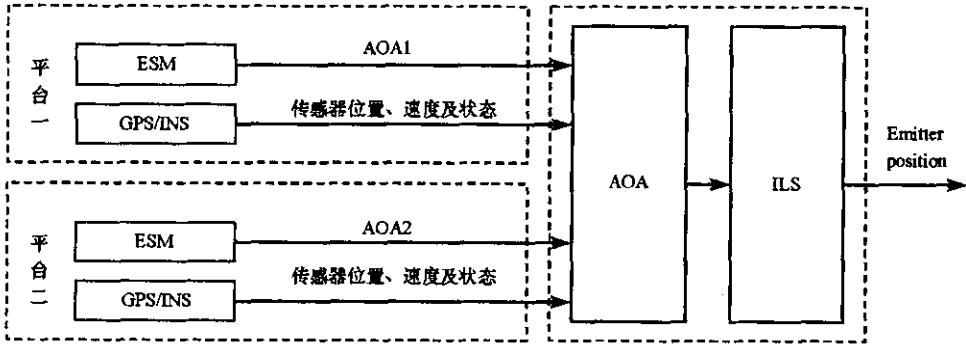 平台一
ESM
AOA1
GPS/INS
传感器位置、速度及状态
平台二
ESM
AOA2
GPS/INS
传感器位置、速度及状态
AOA
ILS
Emitter
position